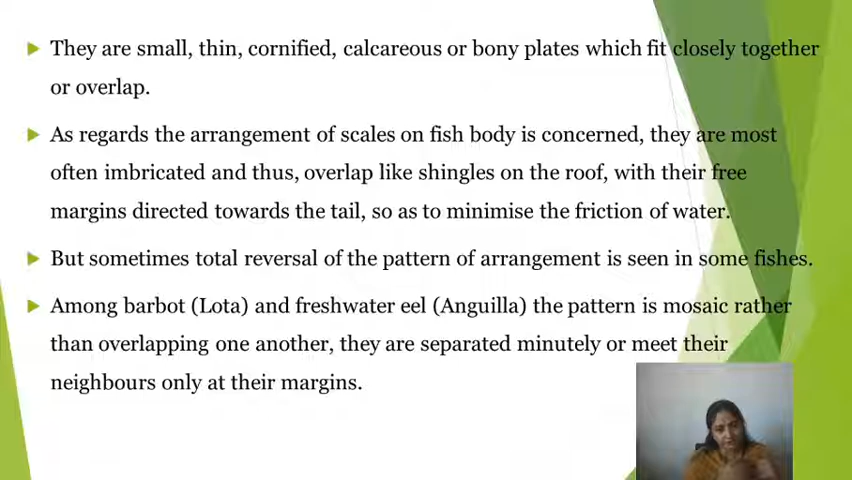 They are small, thin, cornified, calcareous or bony plates which fit closely together
or overlap.
As regards the arrangement of scales on fish body is concerned, they are most
often imbricated and thus, overlap like shingles on the roof, with their free
margins directed towards the tail, so as to minimise the friction of water.
But sometimes total reversal of the pattern of arrangement is seen in some fishes.
Among barbot (Lota) and freshwater eel (Anguilla) the pattern is mosaic rather
than overlapping one another, they are separated minutely or meet their
neighbours only at their margins.